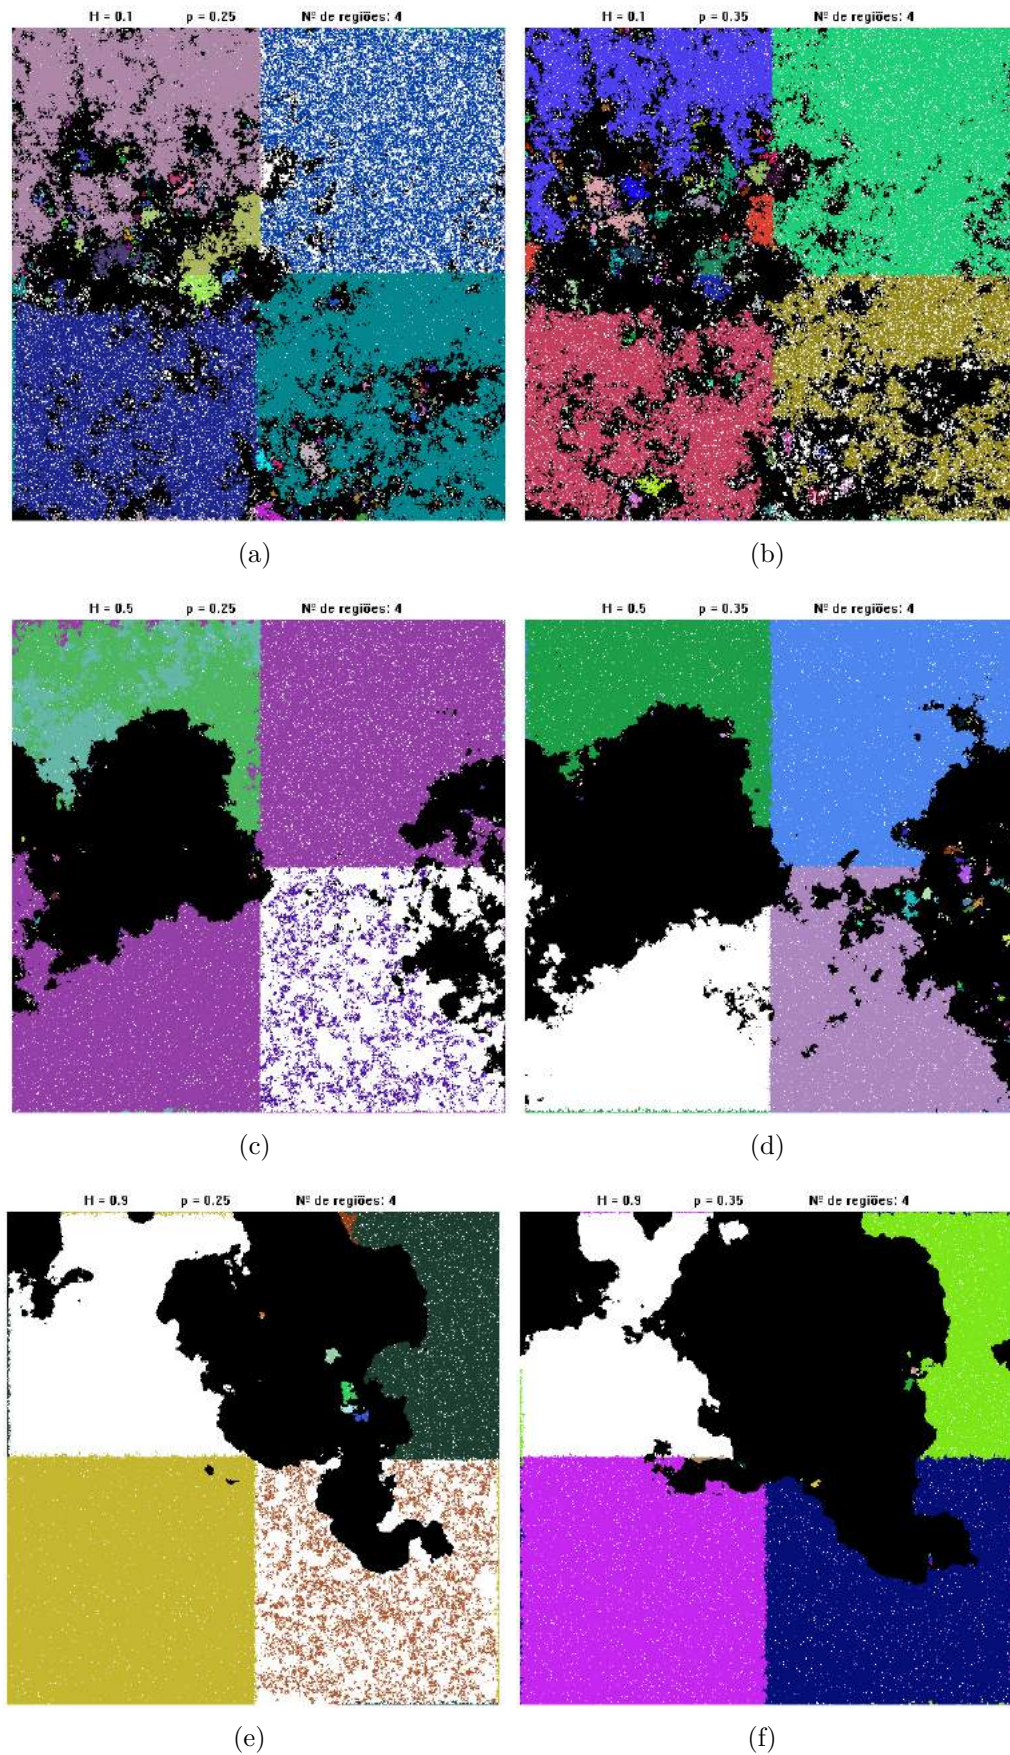 H = 0.1 p = 0.25 Nº de regiões: 4
H = 0.1 p = 0.35 Nº de regiões: 4
(a)
(b)
H = 0.5 p = 0.25 Nº de regiões: 4
H = 0.5 p = 0.35 Nº de regiões: 4
(c)
(d)
H = 0.9 p = 0.25 Nº de regiões: 4
H = 0.9 p = 0.35 Nº de regiões: 4
(e)
(f)